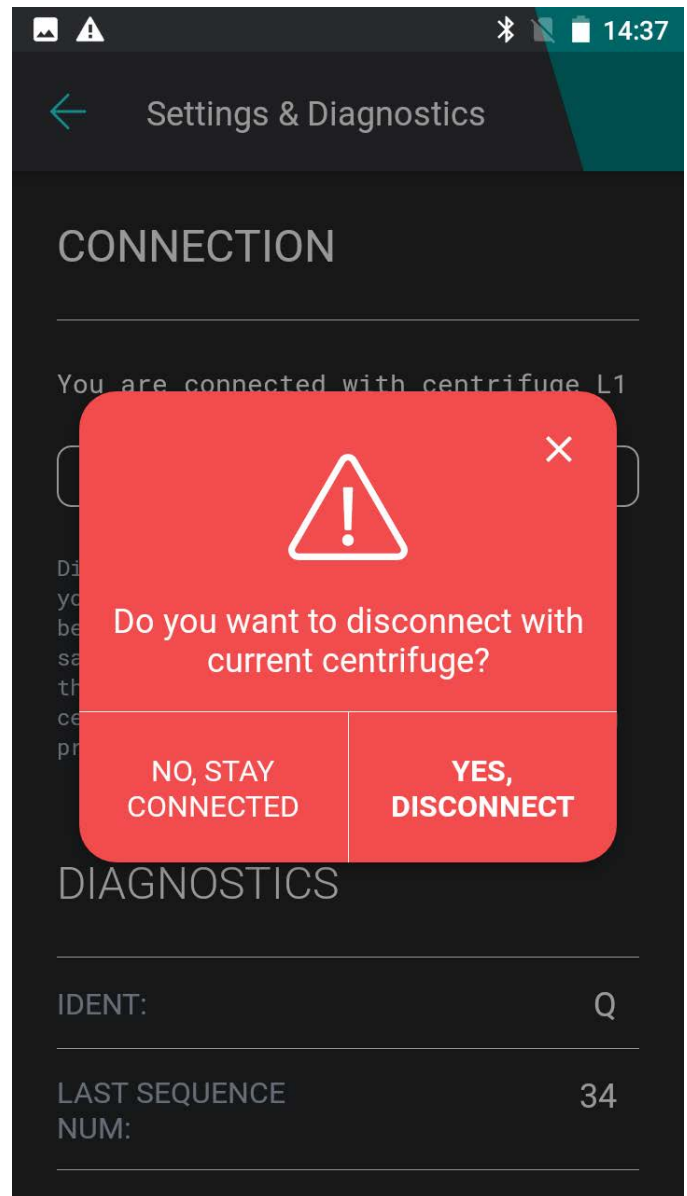 14:37
Settings & Diagnostics
CONNECTION
You are connected with centrifuge L1
Do you want to disconnect with
current centrifuge?
NO, STAY
CONNECTED
YES,
DISCONNECT
DIAGNOSTICS
IDENT:
Q
LAST SEQUENCE
NUM:
34